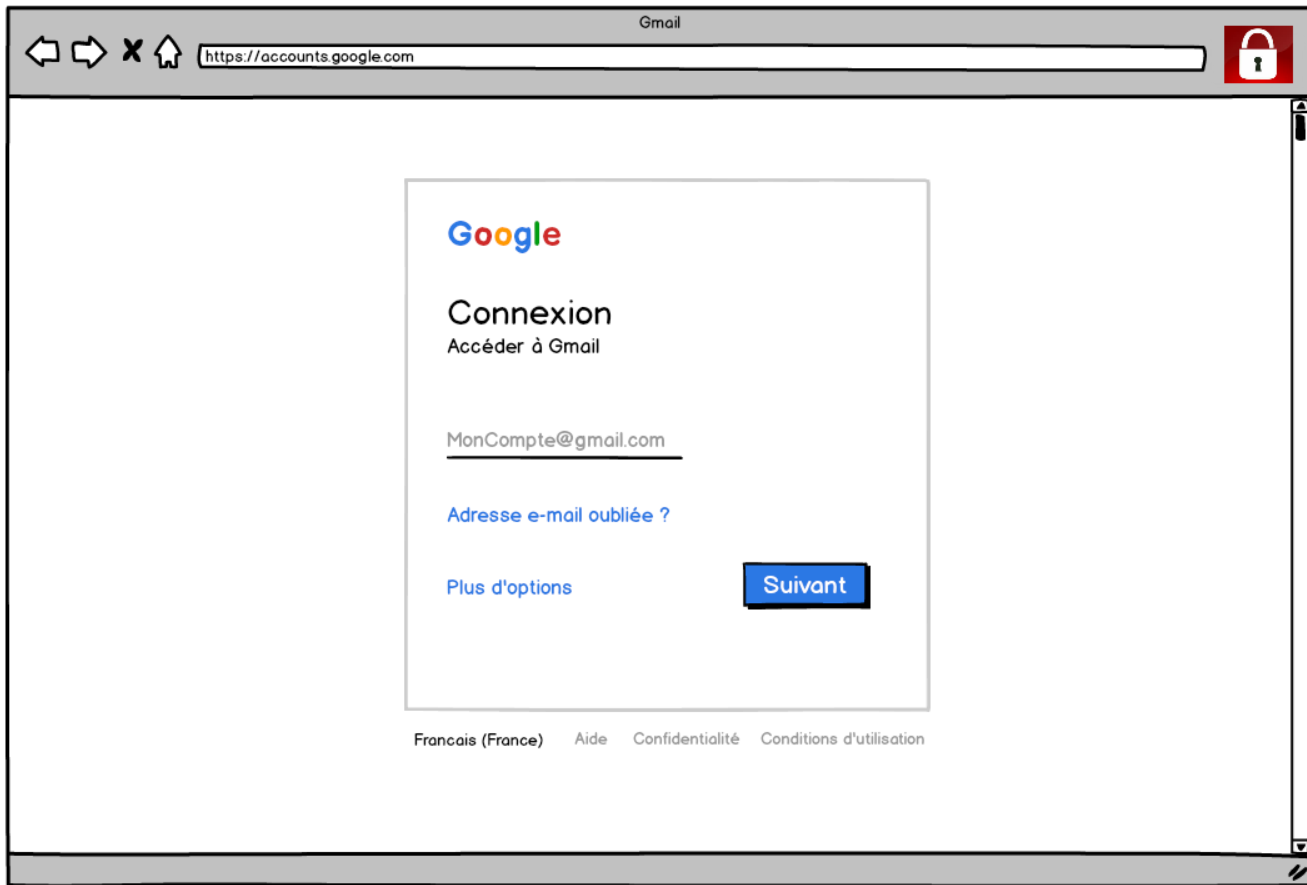 Gmail
https://accounts.google.com
Google
Connexion
Accéder à Gmail
MonCompte@gmail.com
Adresse e-mail oubliée ?
Plus d'options
Suivant
Francais (France) Aide Confidentialité Conditions d'utilisation